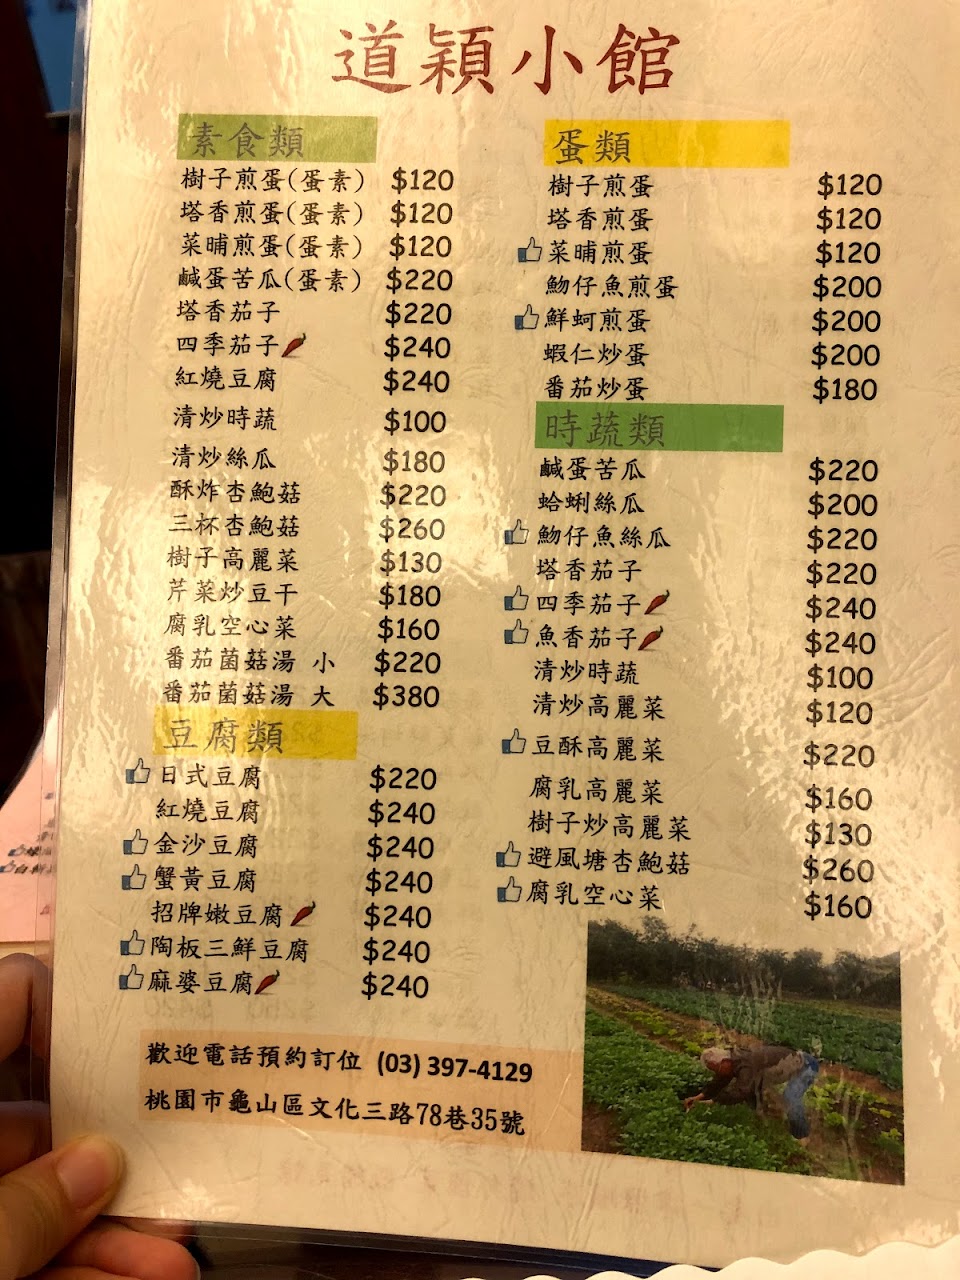 道穎小館
素食類
樹子煎蛋(蛋素) $120
塔香煎蛋(蛋素) $120
菜晡煎蛋(蛋素) $120
鹹蛋苦瓜(蛋素) $220
塔香茄子 $220
四季茄子 $240
紅燒豆腐 $240
清炒時蔬 $100
清炒絲瓜 $180
酥炸杏鮑菇 $220
三杯杏鮑菇 $260
樹子高麗菜 $130
芹菜炒豆干 $180
腐乳空心菜 $160
番茄菌菇湯 小 $220
番茄菌菇湯 大 $380
豆腐類
日式豆腐 $220
紅燒豆腐 $240
金沙豆腐 $240
蟹黃豆腐 $240
招牌嫩豆腐 $240
陶板三鮮豆腐 $240
麻婆豆腐 $240
蛋類
樹子煎蛋 $120
塔香煎蛋 $120
菜晡煎蛋 $120
魩仔魚煎蛋 $200
鮮蚵煎蛋 $200
蝦仁炒蛋 $200
番茄炒蛋 $180
時蔬類
鹹蛋苦瓜 $220
蛤蜊絲瓜 $200
魩仔魚絲瓜 $220
塔香茄子 $220
四季茄子 $240
魚香茄子 $240
清炒時蔬 $100
清炒高麗菜 $120
豆酥高麗菜 $220
腐乳高麗菜 $160
樹子炒高麗菜 $130
避風塘杏鮑菇 $260
腐乳空心菜 $160
歡迎電話預約訂位 (03) 397-4129
桃園市龜山區文化三路78巷35號